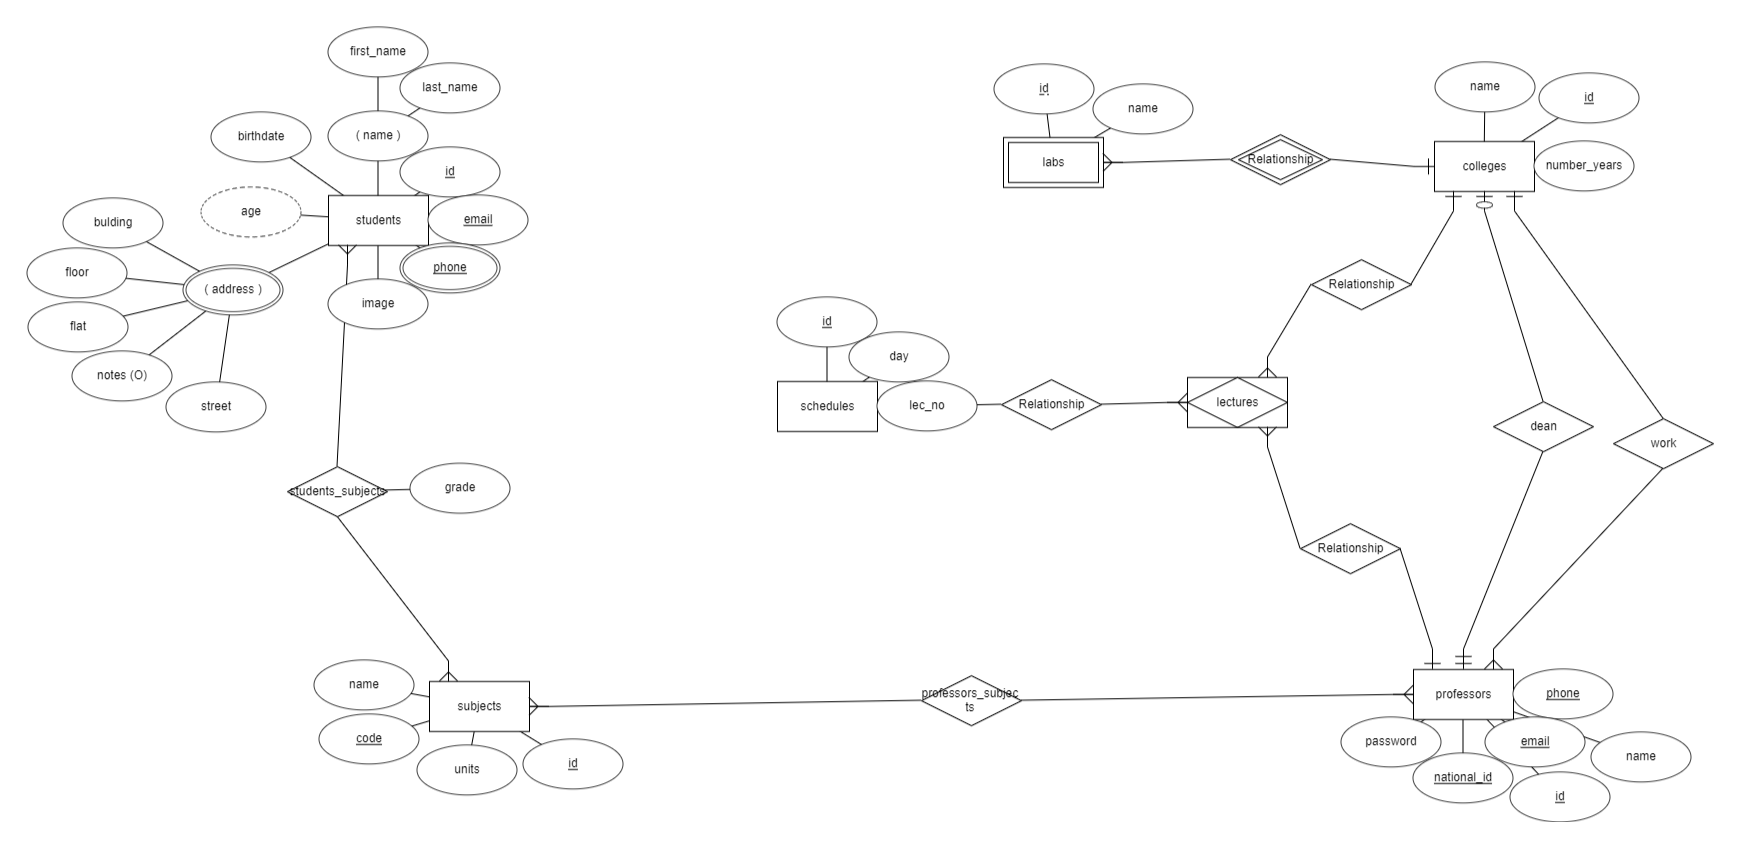 first_name
last_name
( name )
birthdate
id
age
students
email
bulding
phone
floor
( address )
image
flat
notes (O)
street
students_subjects
grade
name
subjects
code
units
id
id
name
labs
Relationship
name
id
colleges
number_years
Relationship
id
day
schedules
lec_no
Relationship
lectures
dean
work
Relationship
professors_subjec
ts
professors
phone
password
email
name
national_id
id